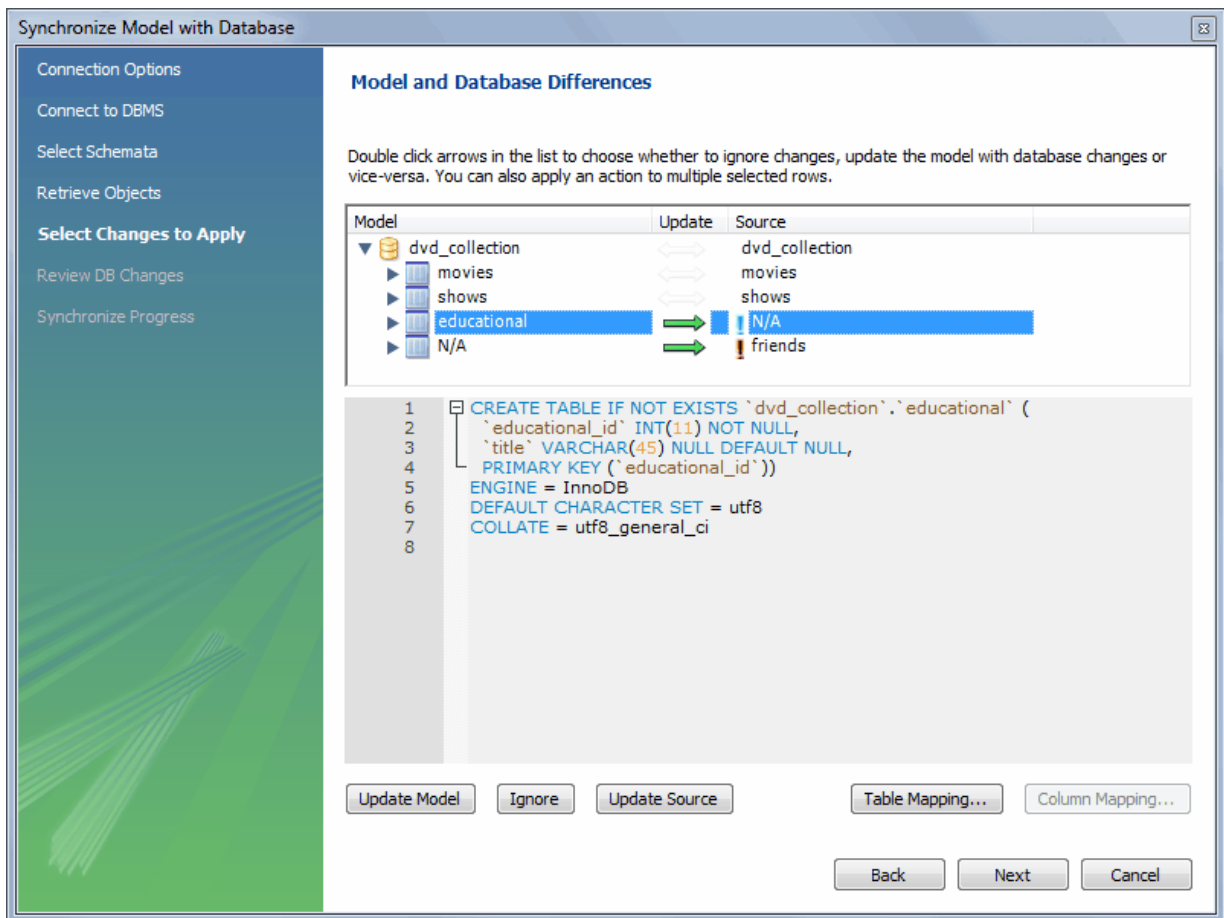 Synchronize Model with Database
Connection Options
Connect to DBMS
Select Schemata
Retrieve Objects
Select Changes to Apply
Review DB Changes
Synchronize Progress
Model and Database Differences
Double click arrows in the list to choose whether to ignore changes, update the model with database changes or
vice-versa. You can also apply an action to multiple selected rows.
Model Update Source
dvd_collection dvd_collection
movies movies
shows shows
educational N/A
N/A friends
1 CREATE TABLE IF NOT EXISTS `dvd_collection`.`educational` (
2 `educational_id` INT(11) NOT NULL,
3 `title` VARCHAR(45) NULL DEFAULT NULL,
4 PRIMARY KEY (`educational_id`))
5 ENGINE = InnoDB
6 DEFAULT CHARACTER SET = utf8
7 COLLATE = utf8_general_ci
8
Update Model Ignore Update Source Table Mapping... Column Mapping...
Back Next Cancel